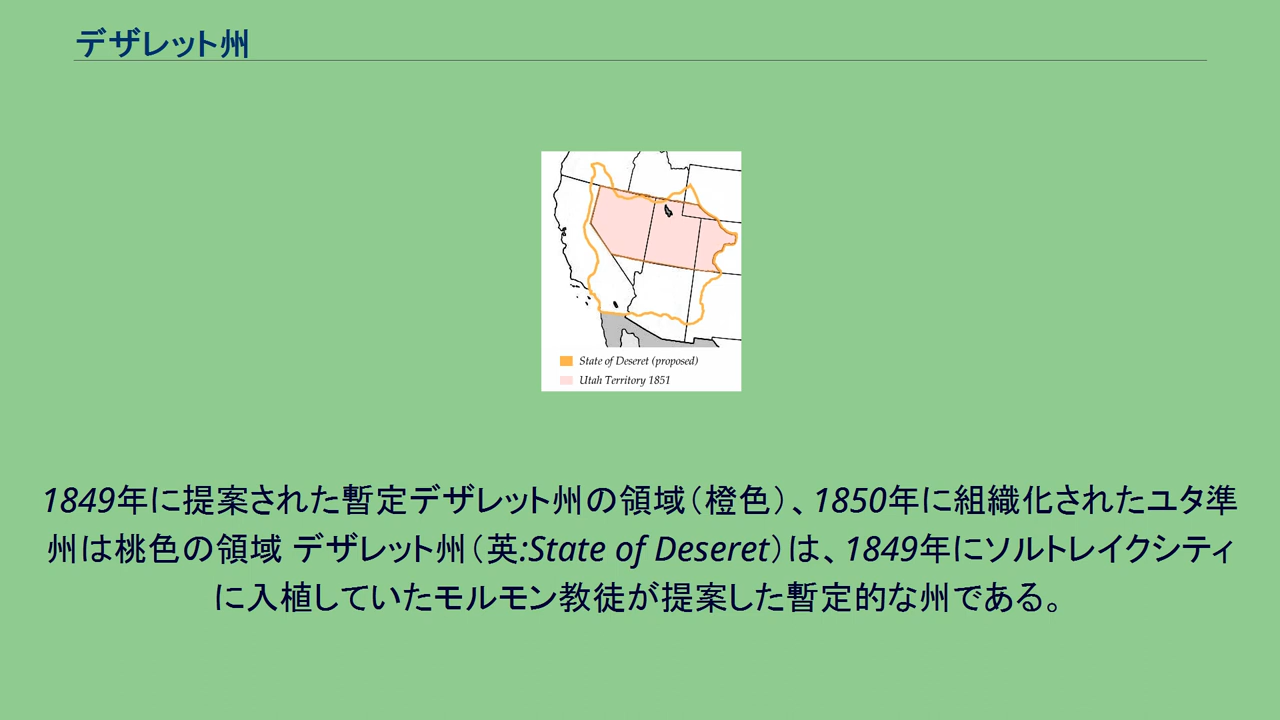 デザレット州
State of Deseret (proposed)
Utah Territory 1851
1849年に提案された暫定デザレット州の領域（橙色）、1850年に組織化されたユタ準
州は桃色の領域 デザレット州（英:State of Deseret）は、1849年にソルトレイクシティ
に入植していたモルモン教徒が提案した暫定的な州である。